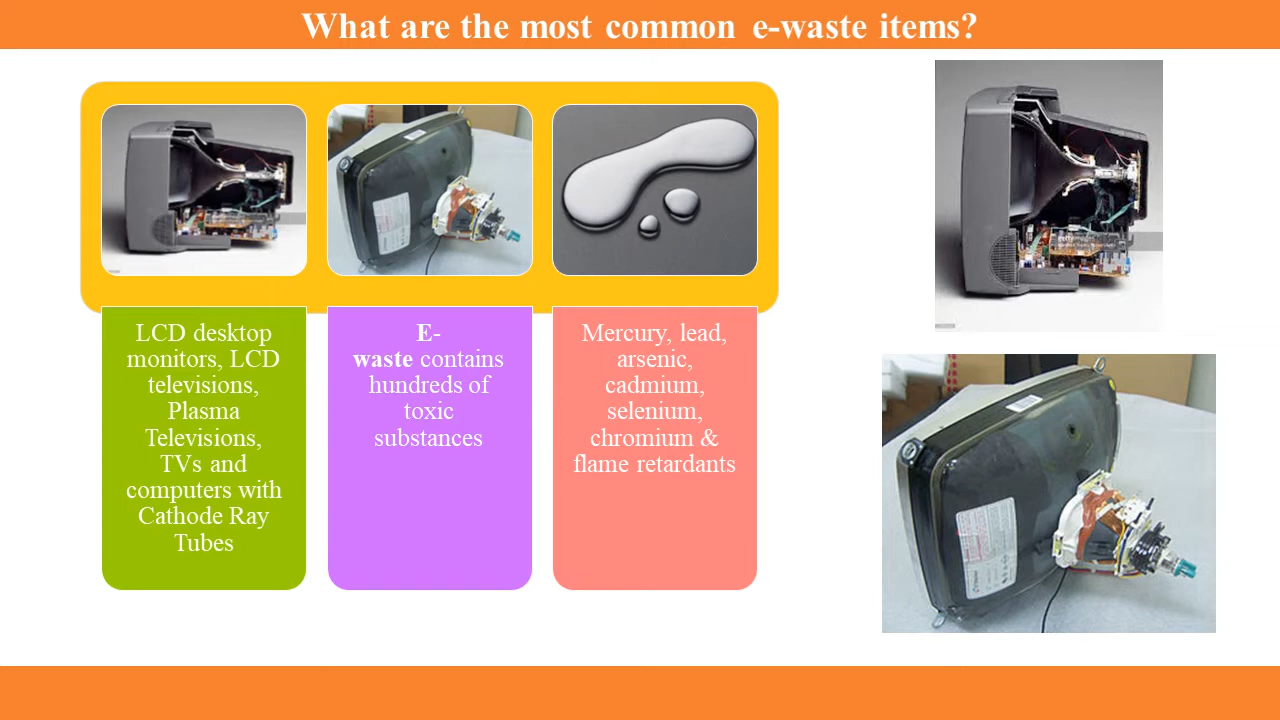 What are the most common e-waste items?
LCD desktop
monitors, LCD
televisions,
Plasma
Televisions,
TVs and
computers with
Cathode Ray
Tubes
E-
waste contains
hundreds of
toxic
substances
Mercury, lead,
arsenic,
cadmium,
selenium,
chromium &
flame retardants